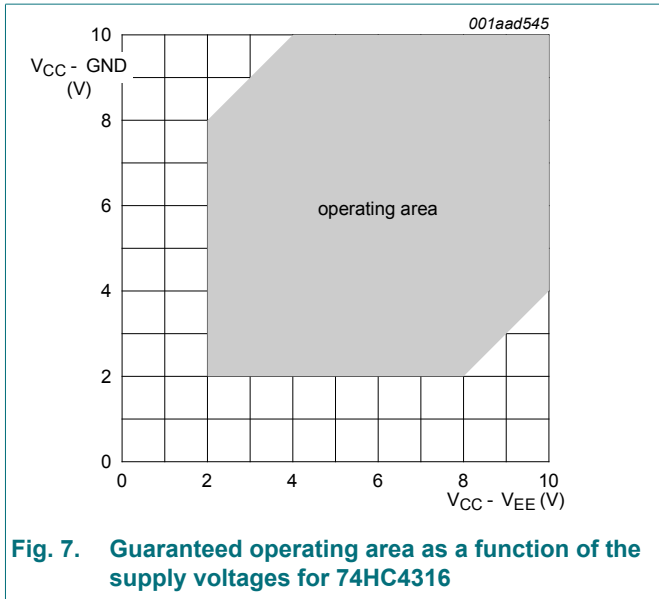 001aad545
10
VCC - GND
(V)
8
6
operating area
4
2
0
0 2 4 6 8 10
VCC - VEE (V)
Fig. 7. Guaranteed operating area as a function of the
supply voltages for 74HC4316